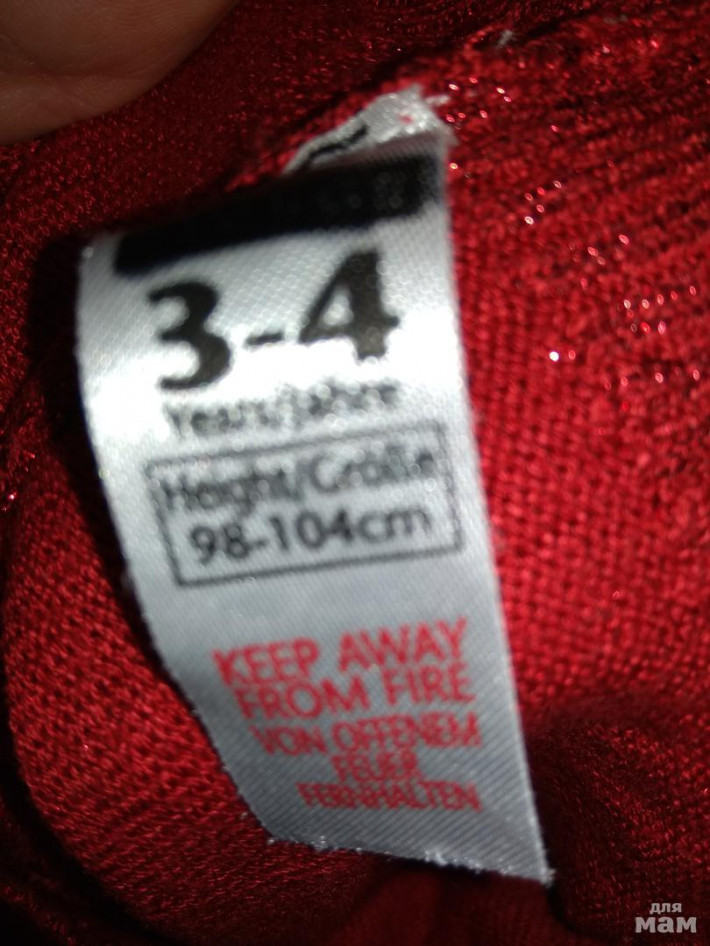 3-4
Years/Jahre
Height/Größe
98-104cm
KEEP AWAY
FROM FIRE
VON OFFENEM
FEUER
FERNHALTEN
для
мам